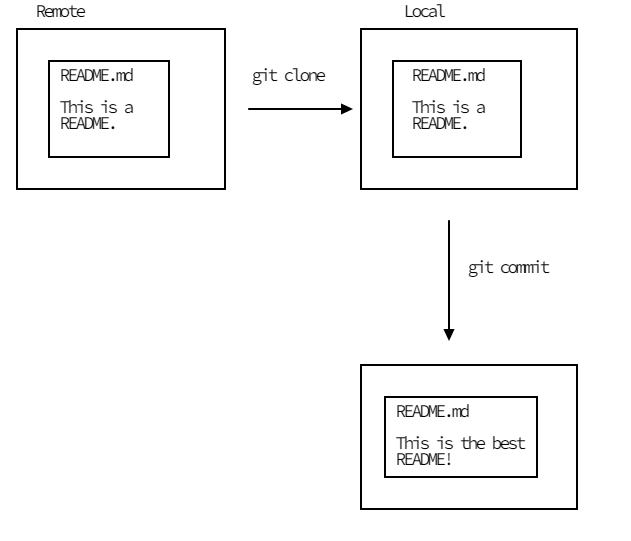 Remote
Local
README.md
This is a
README.
git clone
README.md
This is a
README.
git commit
README.md
This is the best
README!